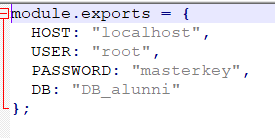 module.exports = {
  HOST: "localhost",
  USER: "root",
  PASSWORD: "masterkey",
  DB: "DB_alunni"
};